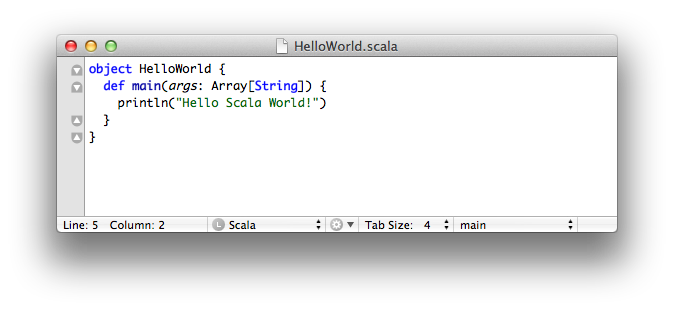 HelloWorld.scala
object HelloWorld {
  def main(args: Array[String]) {
    println("Hello Scala World!")
  }
}
Line: 5 Column: 2 L Scala Tab Size: 4 main